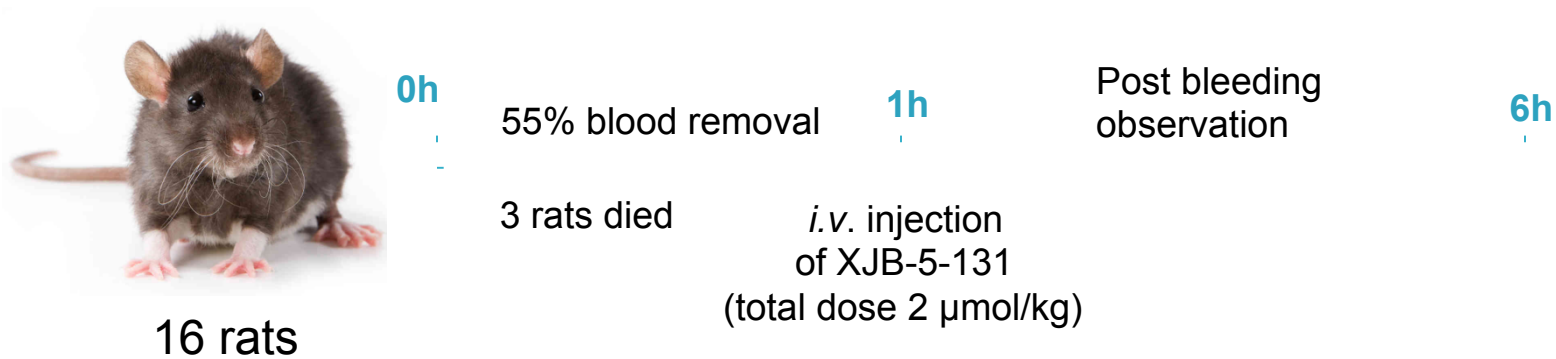 0h
55% blood removal
1h
Post bleeding
observation
6h
3 rats died
i.v. injection
of XJB-5-131
(total dose 2 µmol/kg)
16 rats